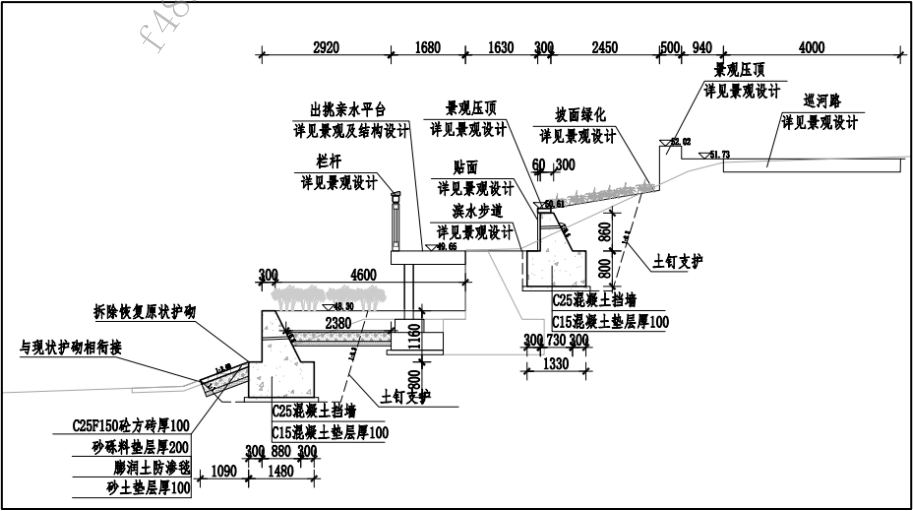 f48
2920 1680 1630 300 2450 500 940 4000
景观压顶
详见景观设计
巡河路
详见景观设计
出挑亲水平台
详见景观及结构设计
景观压顶
详见景观设计
坡面绿化
详见景观设计
52.02
51.73
栏杆
详见景观设计
贴面
详见景观设计
60 300
滨水步道
详见景观设计
50.61
860
800
49.66
土钉支护
300 4600
C25混凝土挡墙
C15混凝土垫层厚100
48.30
拆除恢复原状护砌
2380
1160
800
300 730 300
1330
与现状护砌相衔接
土钉支护
C25混凝土挡墙
C15混凝土垫层厚100
C25F150砼方砖厚100
砂砾料垫层厚200
膨润土防渗毯
砂土垫层厚100
300 880 300
1090 1480